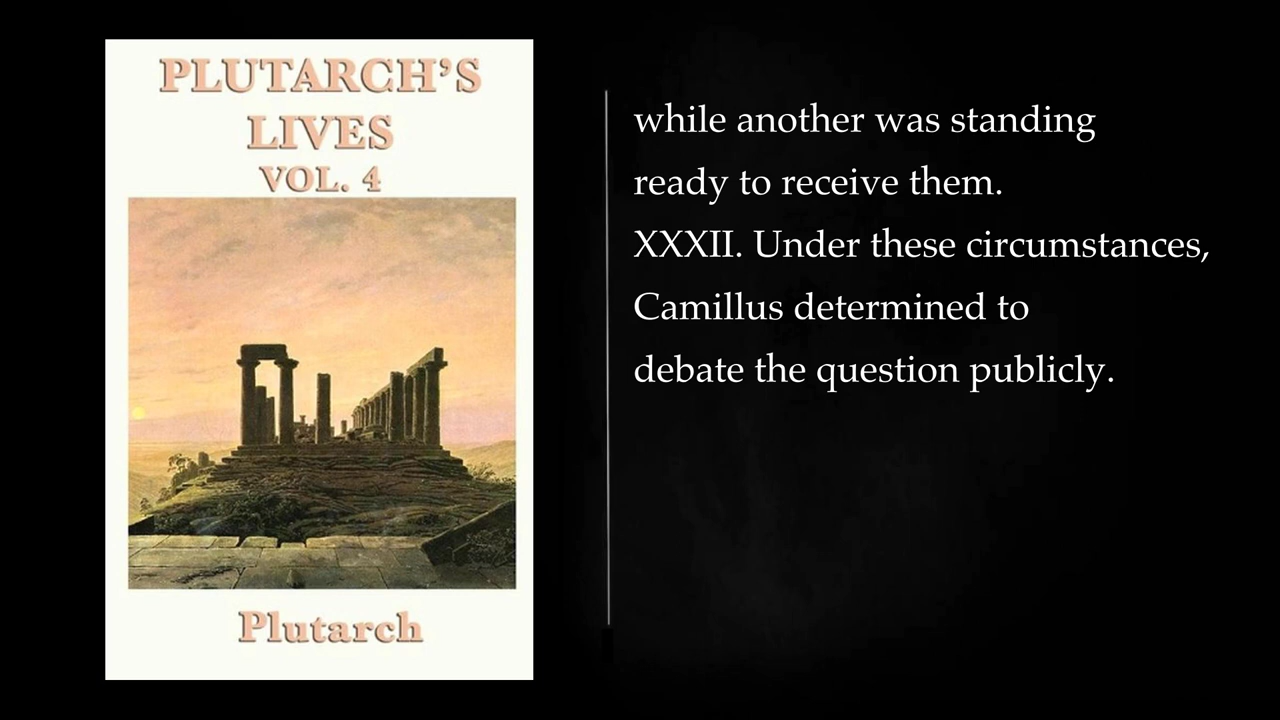 PLUTARCH'S
LIVES
VOL. 4
Plutarch
while another was standing
ready to receive them.
XXXII. Under these circumstances,
Camillus determined to
debate the question publicly.